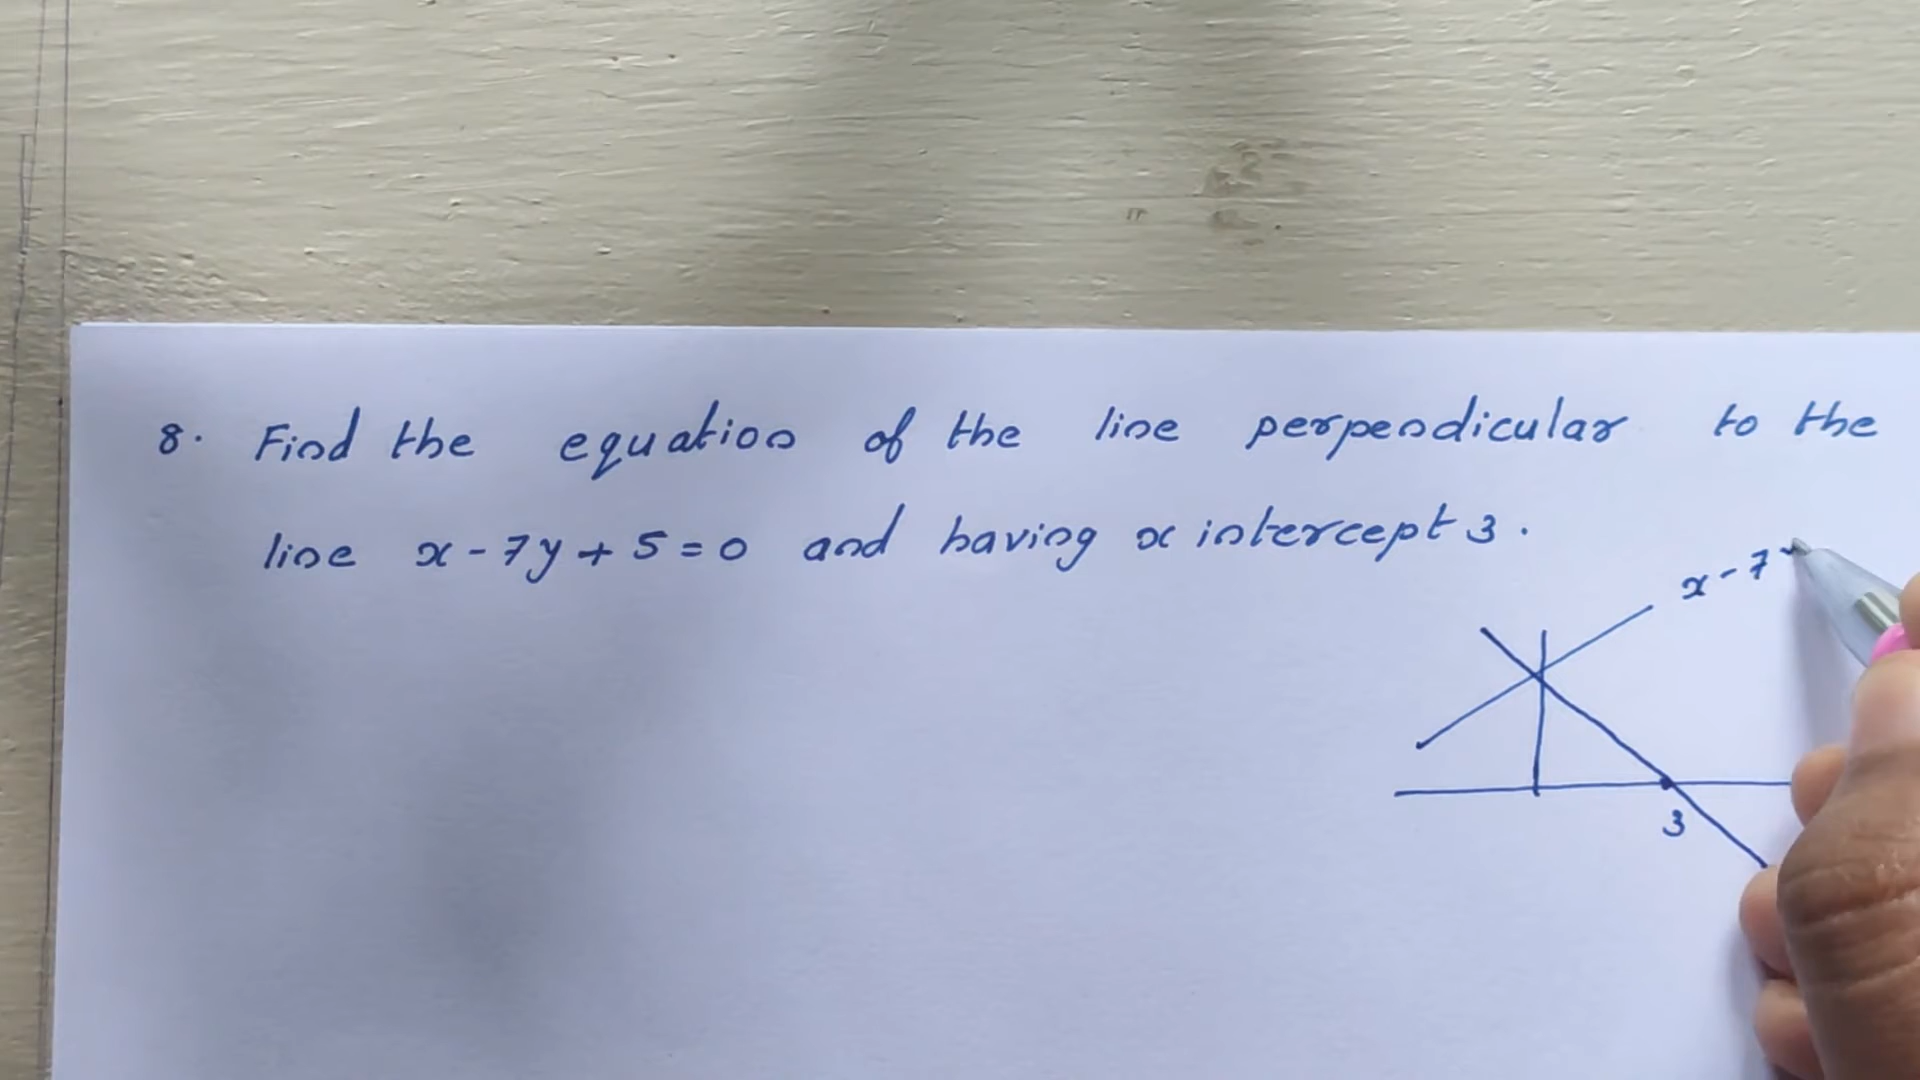 8. Find the equation of the line perpendicular to the
line x - 7y + 5 = 0 and having x intercept 3.
x - 7
3